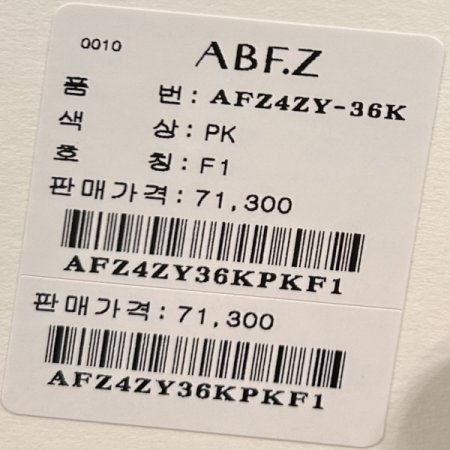 0010 ABF.Z
품 번 : AFZ4ZY-36K
색 상 : PK
호 칭 : F1
판매가격 : 71,300
AFZ4ZY36KPKF1
판매가격 : 71,300
AFZ4ZY36KPKF1